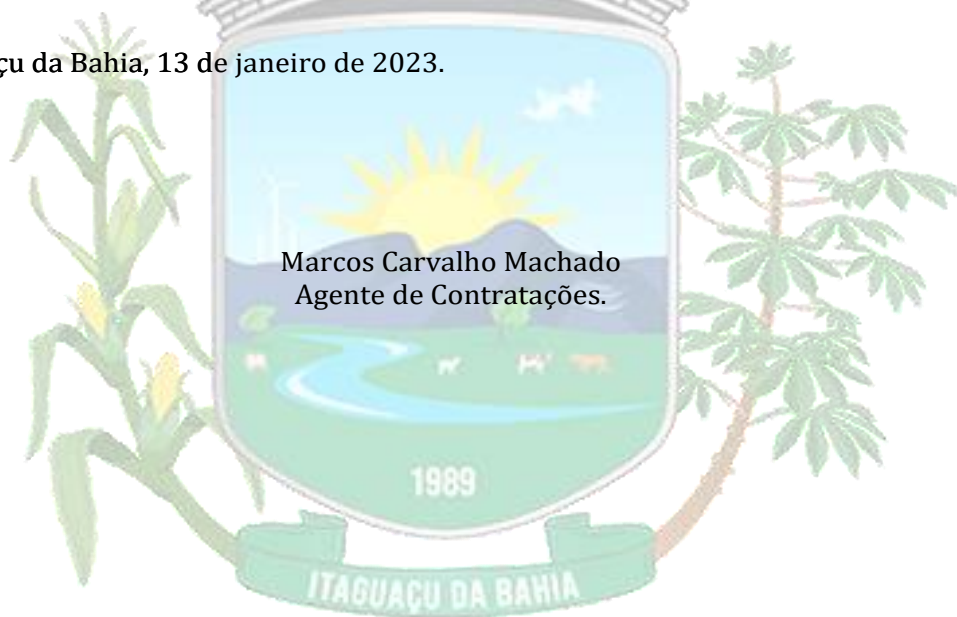 çu da Bahia, 13 de janeiro de 2023.
Marcos Carvalho Machado
Agente de Contratações.
1989
ITAGUAÇU DA BAHIA